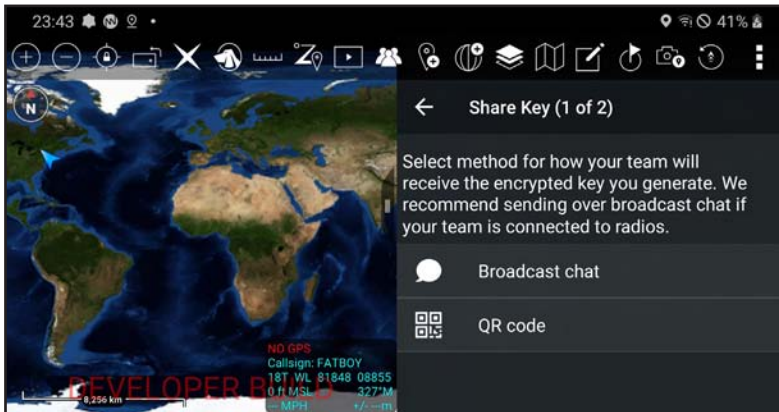 23:43
41%
N
Share Key (1 of 2)
Select method for how your team will
receive the encrypted key you generate. We
recommend sending over broadcast chat if
your team is connected to radios.
Broadcast chat
QR code
NO GPS
Callsign: FATBOY
18T WL 81848 08855
0 ft MSL 327°M
-- MPH +/- ---m
DEVELOPER BUILD
8,256 km